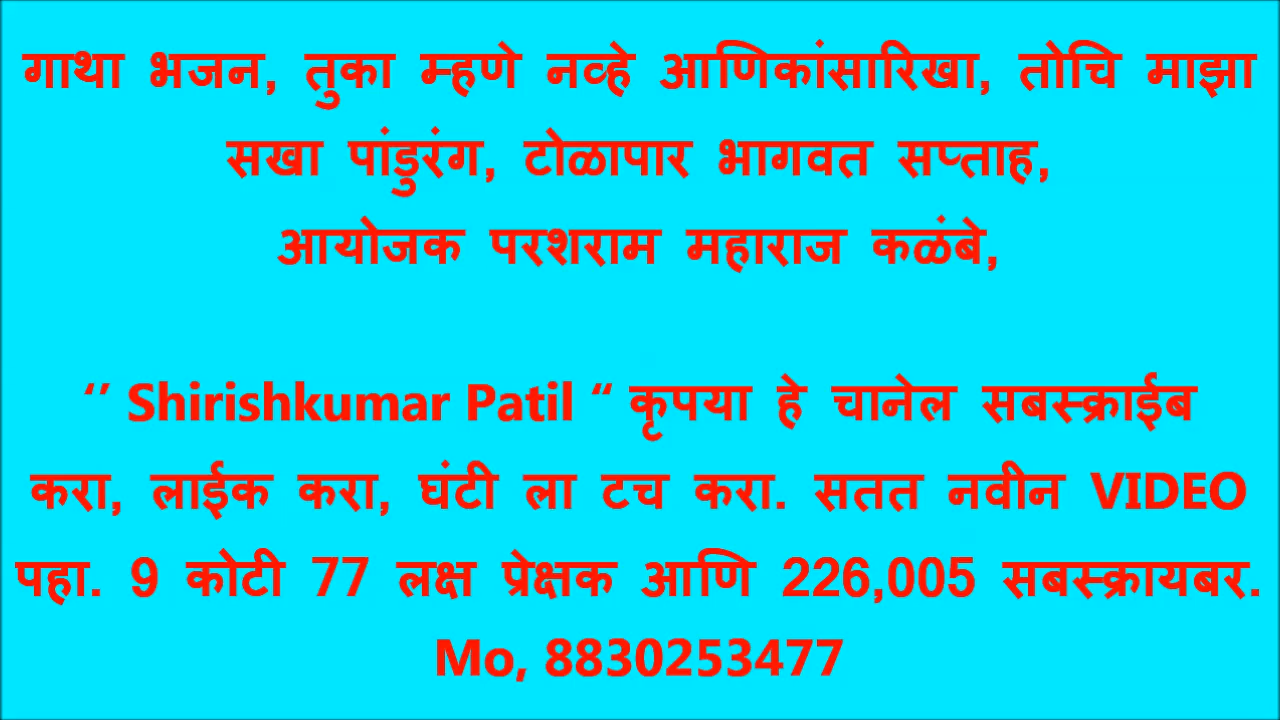 गाथा भजन, तुका म्हणे नव्हे आणिकांसारिखा, तोचि माझा
सखा पांडुरंग, टोळापार भागवत सप्ताह,
आयोजक परशराम महाराज कळंबे,
‘’ Shirishkumar Patil “ कृपया हे चानेल सबस्क्राईब
करा, लाईक करा, घंटी ला टच करा. सतत नवीन VIDEO
पहा. 9 कोटी 77 लक्ष प्रेक्षक आणि 226,005 सबस्क्रायबर.
Mo, 8830253477